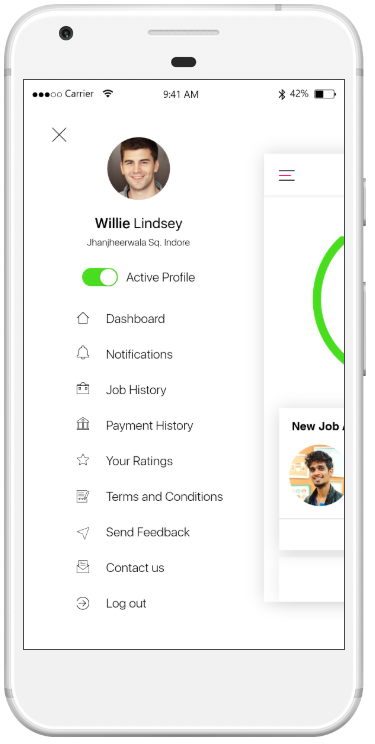 Carrier 9:41 AM 42%
Willie Lindsey
Jhanjheerwala Sq. Indore
Active Profile
Dashboard
Notifications
Job History
Payment History
Your Ratings
Terms and Conditions
Send Feedback
Contact us
Log out
New Job